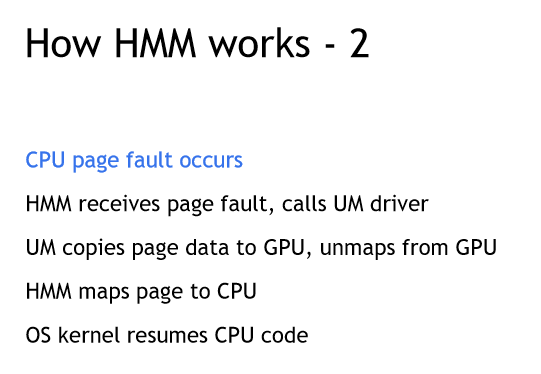 How HMM works - 2
CPU page fault occurs
HMM receives page fault, calls UM driver
UM copies page data to GPU, unmaps from GPU
HMM maps page to CPU
OS kernel resumes CPU code